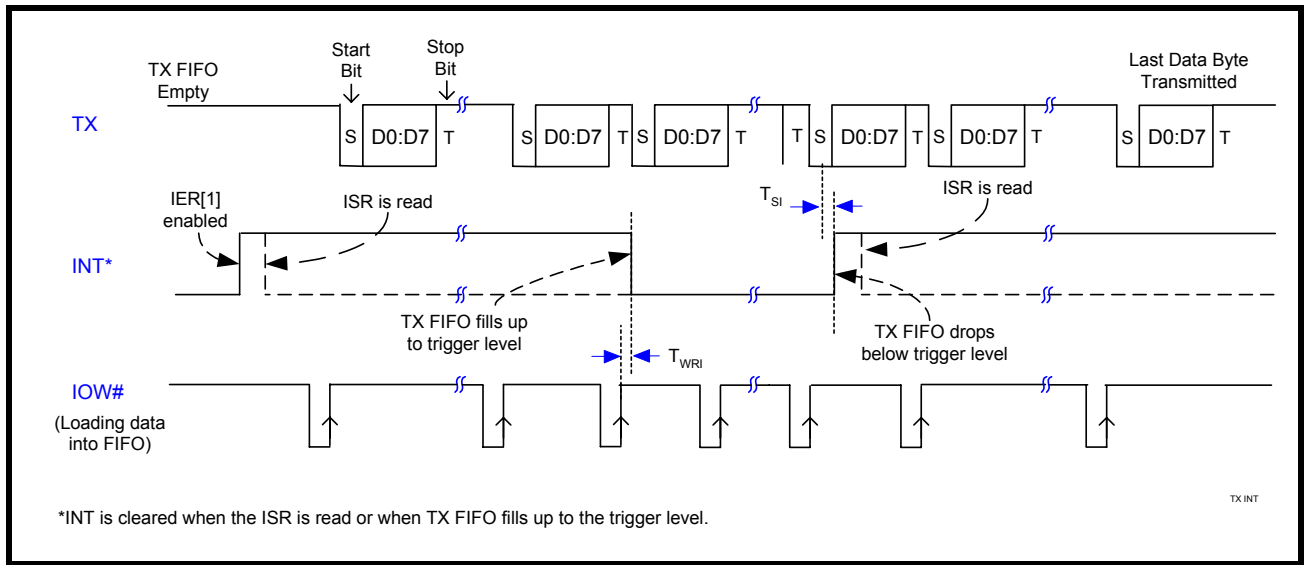 TX FIFO
Empty
Start
Bit
Stop
Bit
Last Data Byte
Transmitted
TX
S D0:D7 T S D0:D7 T S D0:D7 T T S D0:D7 T S D0:D7 T S D0:D7 T
IER[1]
enabled
ISR is read
TSI
ISR is read
INT*
TX FIFO fills up
to trigger level
TX FIFO drops
below trigger level
TWRI
IOW#
(Loading data
into FIFO)
TX INT
*INT is cleared when the ISR is read or when TX FIFO fills up to the trigger level.